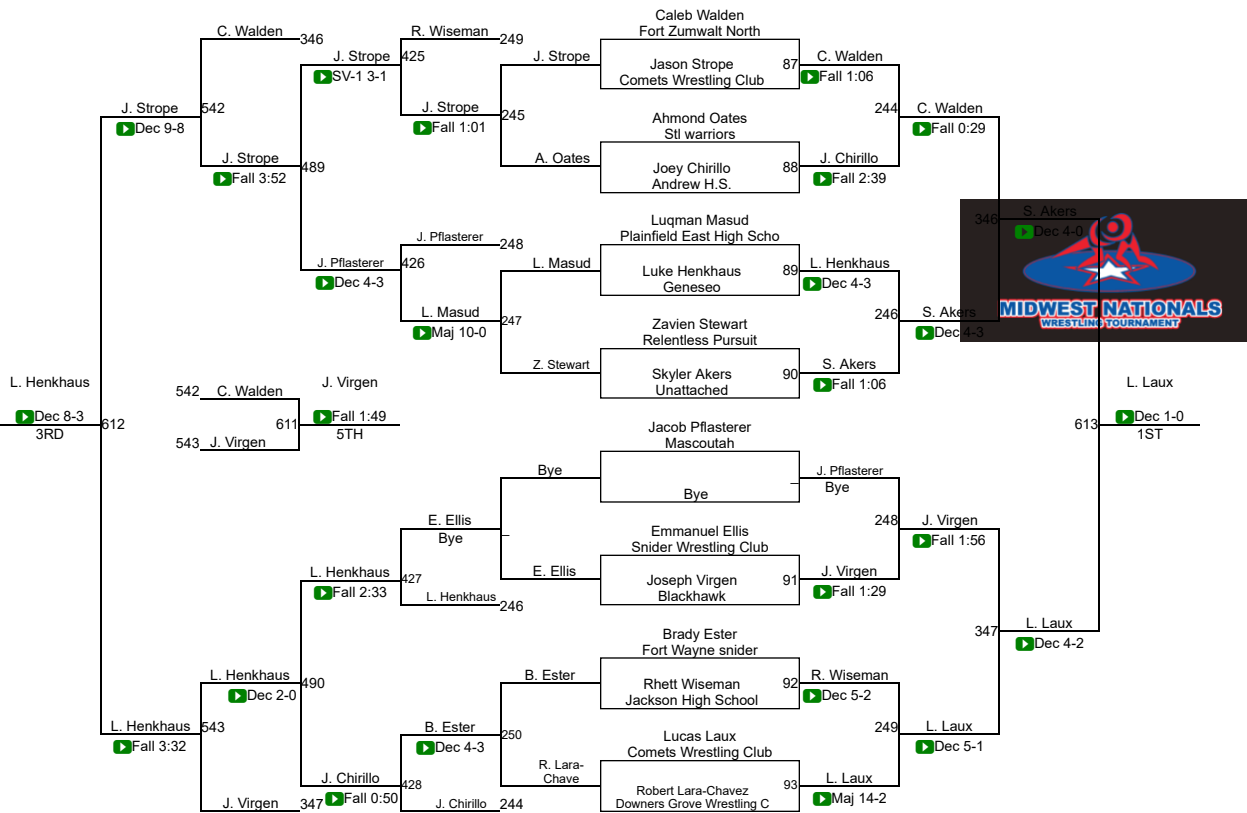 Caleb Walden
Fort Zumwalt North
C. Walden 346
R. Wiseman 249
J. Strope 425
SV-1 3-1
J. Strope
Jason Strope 87
Comets Wrestling Club
C. Walden
Fall 1:06
J. Strope 542
Dec 9-8
J. Strope 245
Fall 1:01
244 C. Walden
Fall 0:29
Ahmond Oates
Stl warriors
J. Strope 489
Fall 3:52
A. Oates
Joey Chirillo 88
Andrew H.S.
J. Chirillo
Fall 2:39
346 S. Akers
Dec 4-0
Luqman Masud
Plainfield East High Scho
J. Pflasterer 248
J. Pflasterer 426
Dec 4-3
L. Masud
Luke Henkhaus 89
Geneseo
L. Henkhaus
Dec 4-3
MIDWEST NATIONALS
WRESTLING TOURNAMENT
L. Masud 247
Maj 10-0
246 S. Akers
Dec 4-3
Zavien Stewart
Relentless Pursuit
Z. Stewart
Skyler Akers 90
Unattached
S. Akers
Fall 1:06
L. Henkhaus
Dec 8-3
3RD
612
542 C. Walden
543 J. Virgen
611
J. Virgen
Fall 1:49
5TH
613
L. Laux
Dec 1-0
1ST
Jacob Pflasterer
Mascoutah
Bye
Bye
J. Pflasterer
Bye
E. Ellis
Bye
248 J. Virgen
Fall 1:56
Emmanuel Ellis
Snider Wrestling Club
L. Henkhaus 427
Fall 2:33
L. Henkhaus 246
E. Ellis
Joseph Virgen 91
Blackhawk
J. Virgen
Fall 1:29
347 L. Laux
Dec 4-2
Brady Ester
Fort Wayne snider
L. Henkhaus 490
Dec 2-0
B. Ester
Rhett Wiseman 92
Jackson High School
R. Wiseman
Dec 5-2
L. Henkhaus 543
Fall 3:32
B. Ester 250
Dec 4-3
249 L. Laux
Dec 5-1
Lucas Laux
Comets Wrestling Club
J. Chirillo 428
Fall 0:50
R. Lara-
Chave
Robert Lara-Chavez 93
Downers Grove Wrestling C
L. Laux
Maj 14-2
J. Virgen 347
J. Chirillo 244